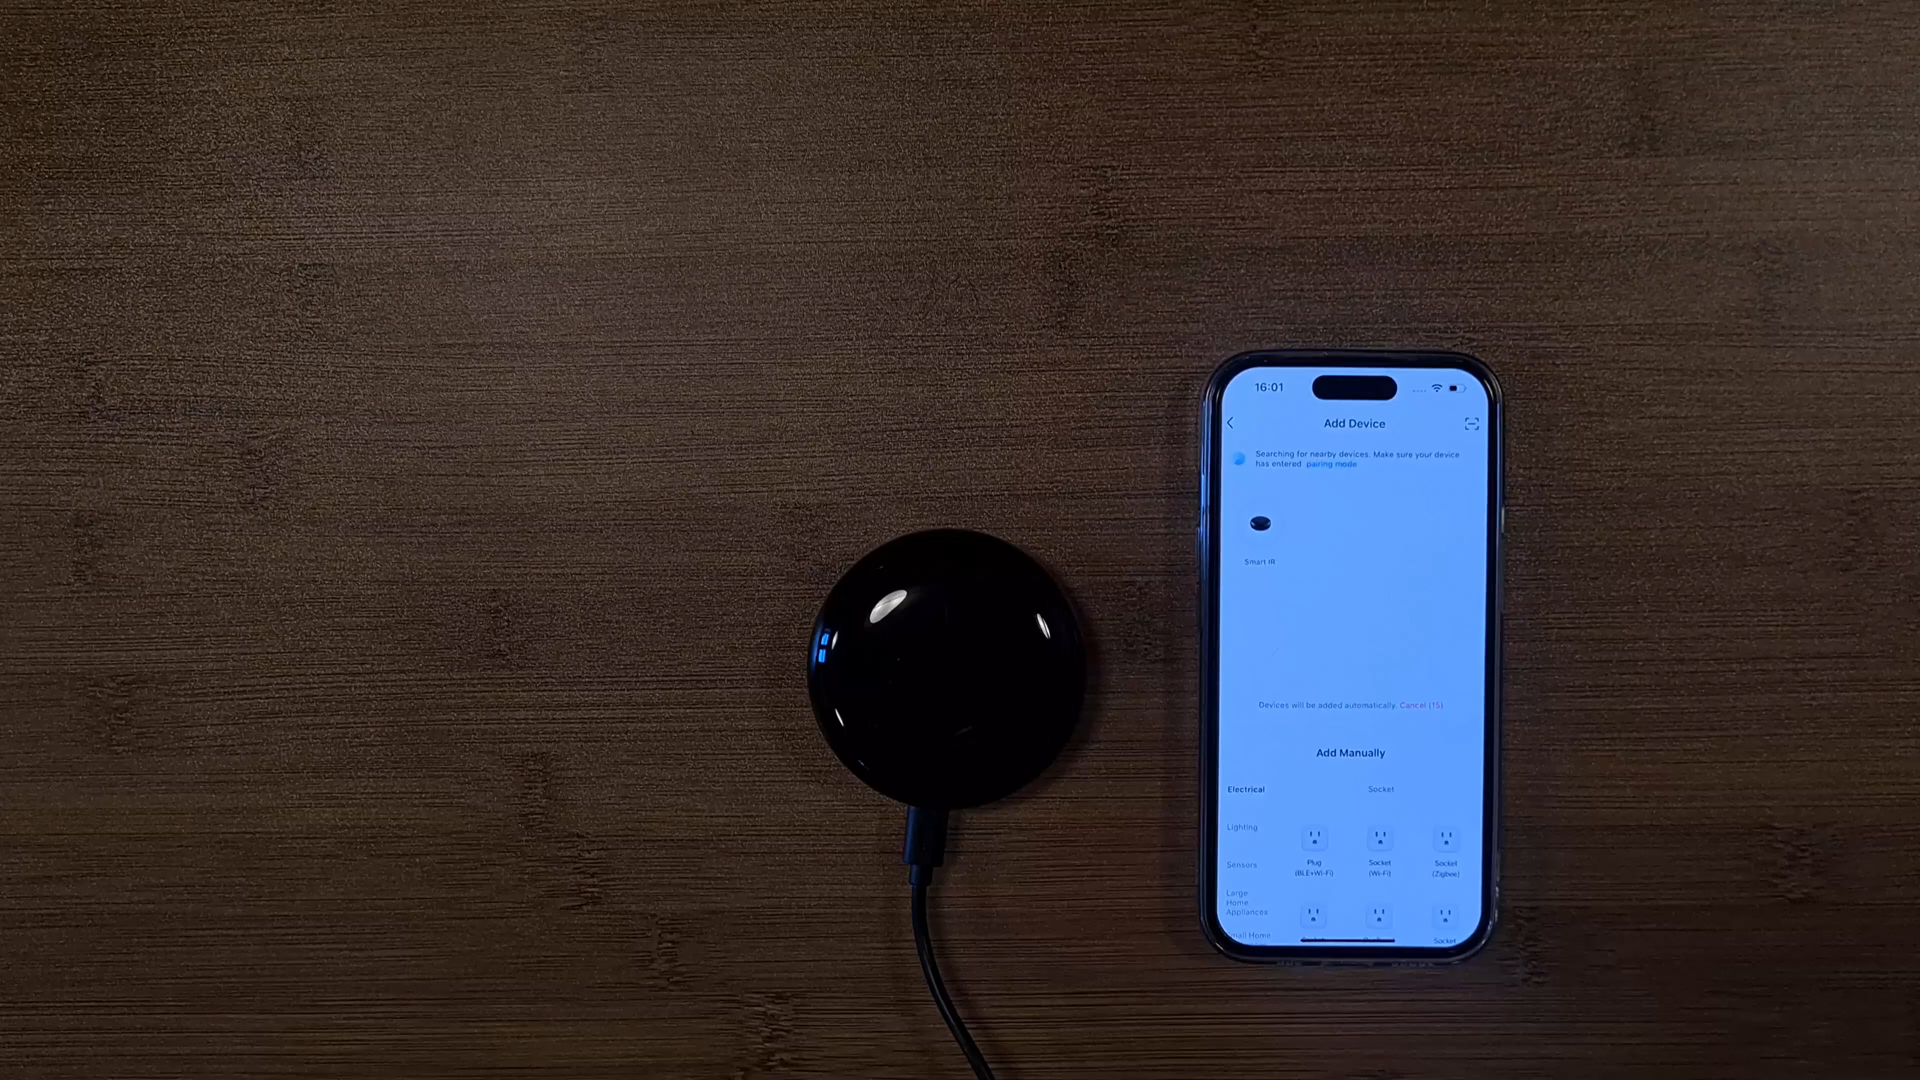 16:01
Add Device
Searching for nearby devices. Make sure your device
has entered pairing mode
Smart IR
Devices will be added automatically. Cancel (15)
Add Manually
Electrical
Socket
Lighting
Plug
(BLE+Wi-Fi)
Socket
(Wi-Fi)
Socket
(Zigbee)
Sensors
Large
Home
Appliances
Home
Socket